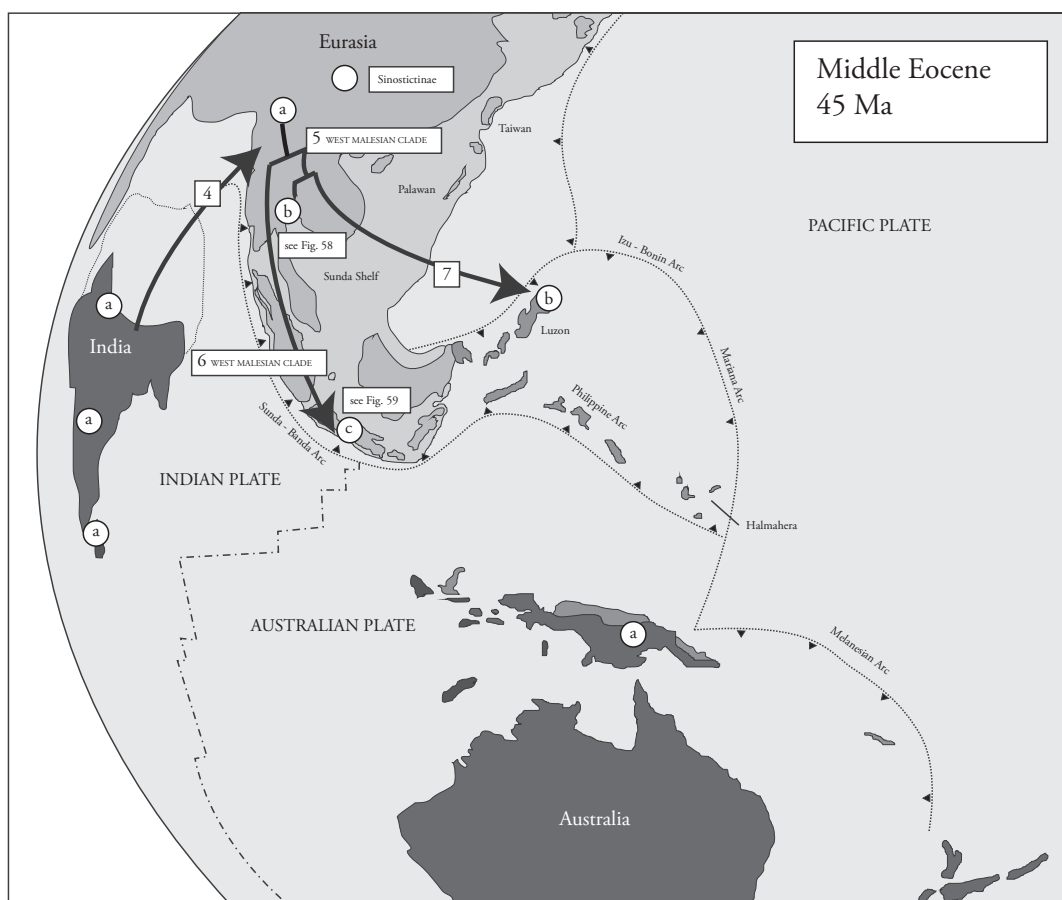 Eurasia
Sinostictinae
Middle Eocene
45 Ma
a
5 WEST MALESIAN CLADE
Taiwan
4
Palawan
b
see Fig. 58
PACIFIC PLATE
Izu - Bonin Arc
Sunda Shelf
7
a
b
Luzon
India
6 WEST MALESIAN CLADE
Mariana Arc
see Fig. 59
Philippine Arc
a
c
Sunda - Banda Arc
INDIAN PLATE
a
Halmahera
AUSTRALIAN PLATE
a
Melanesian Arc
Australia